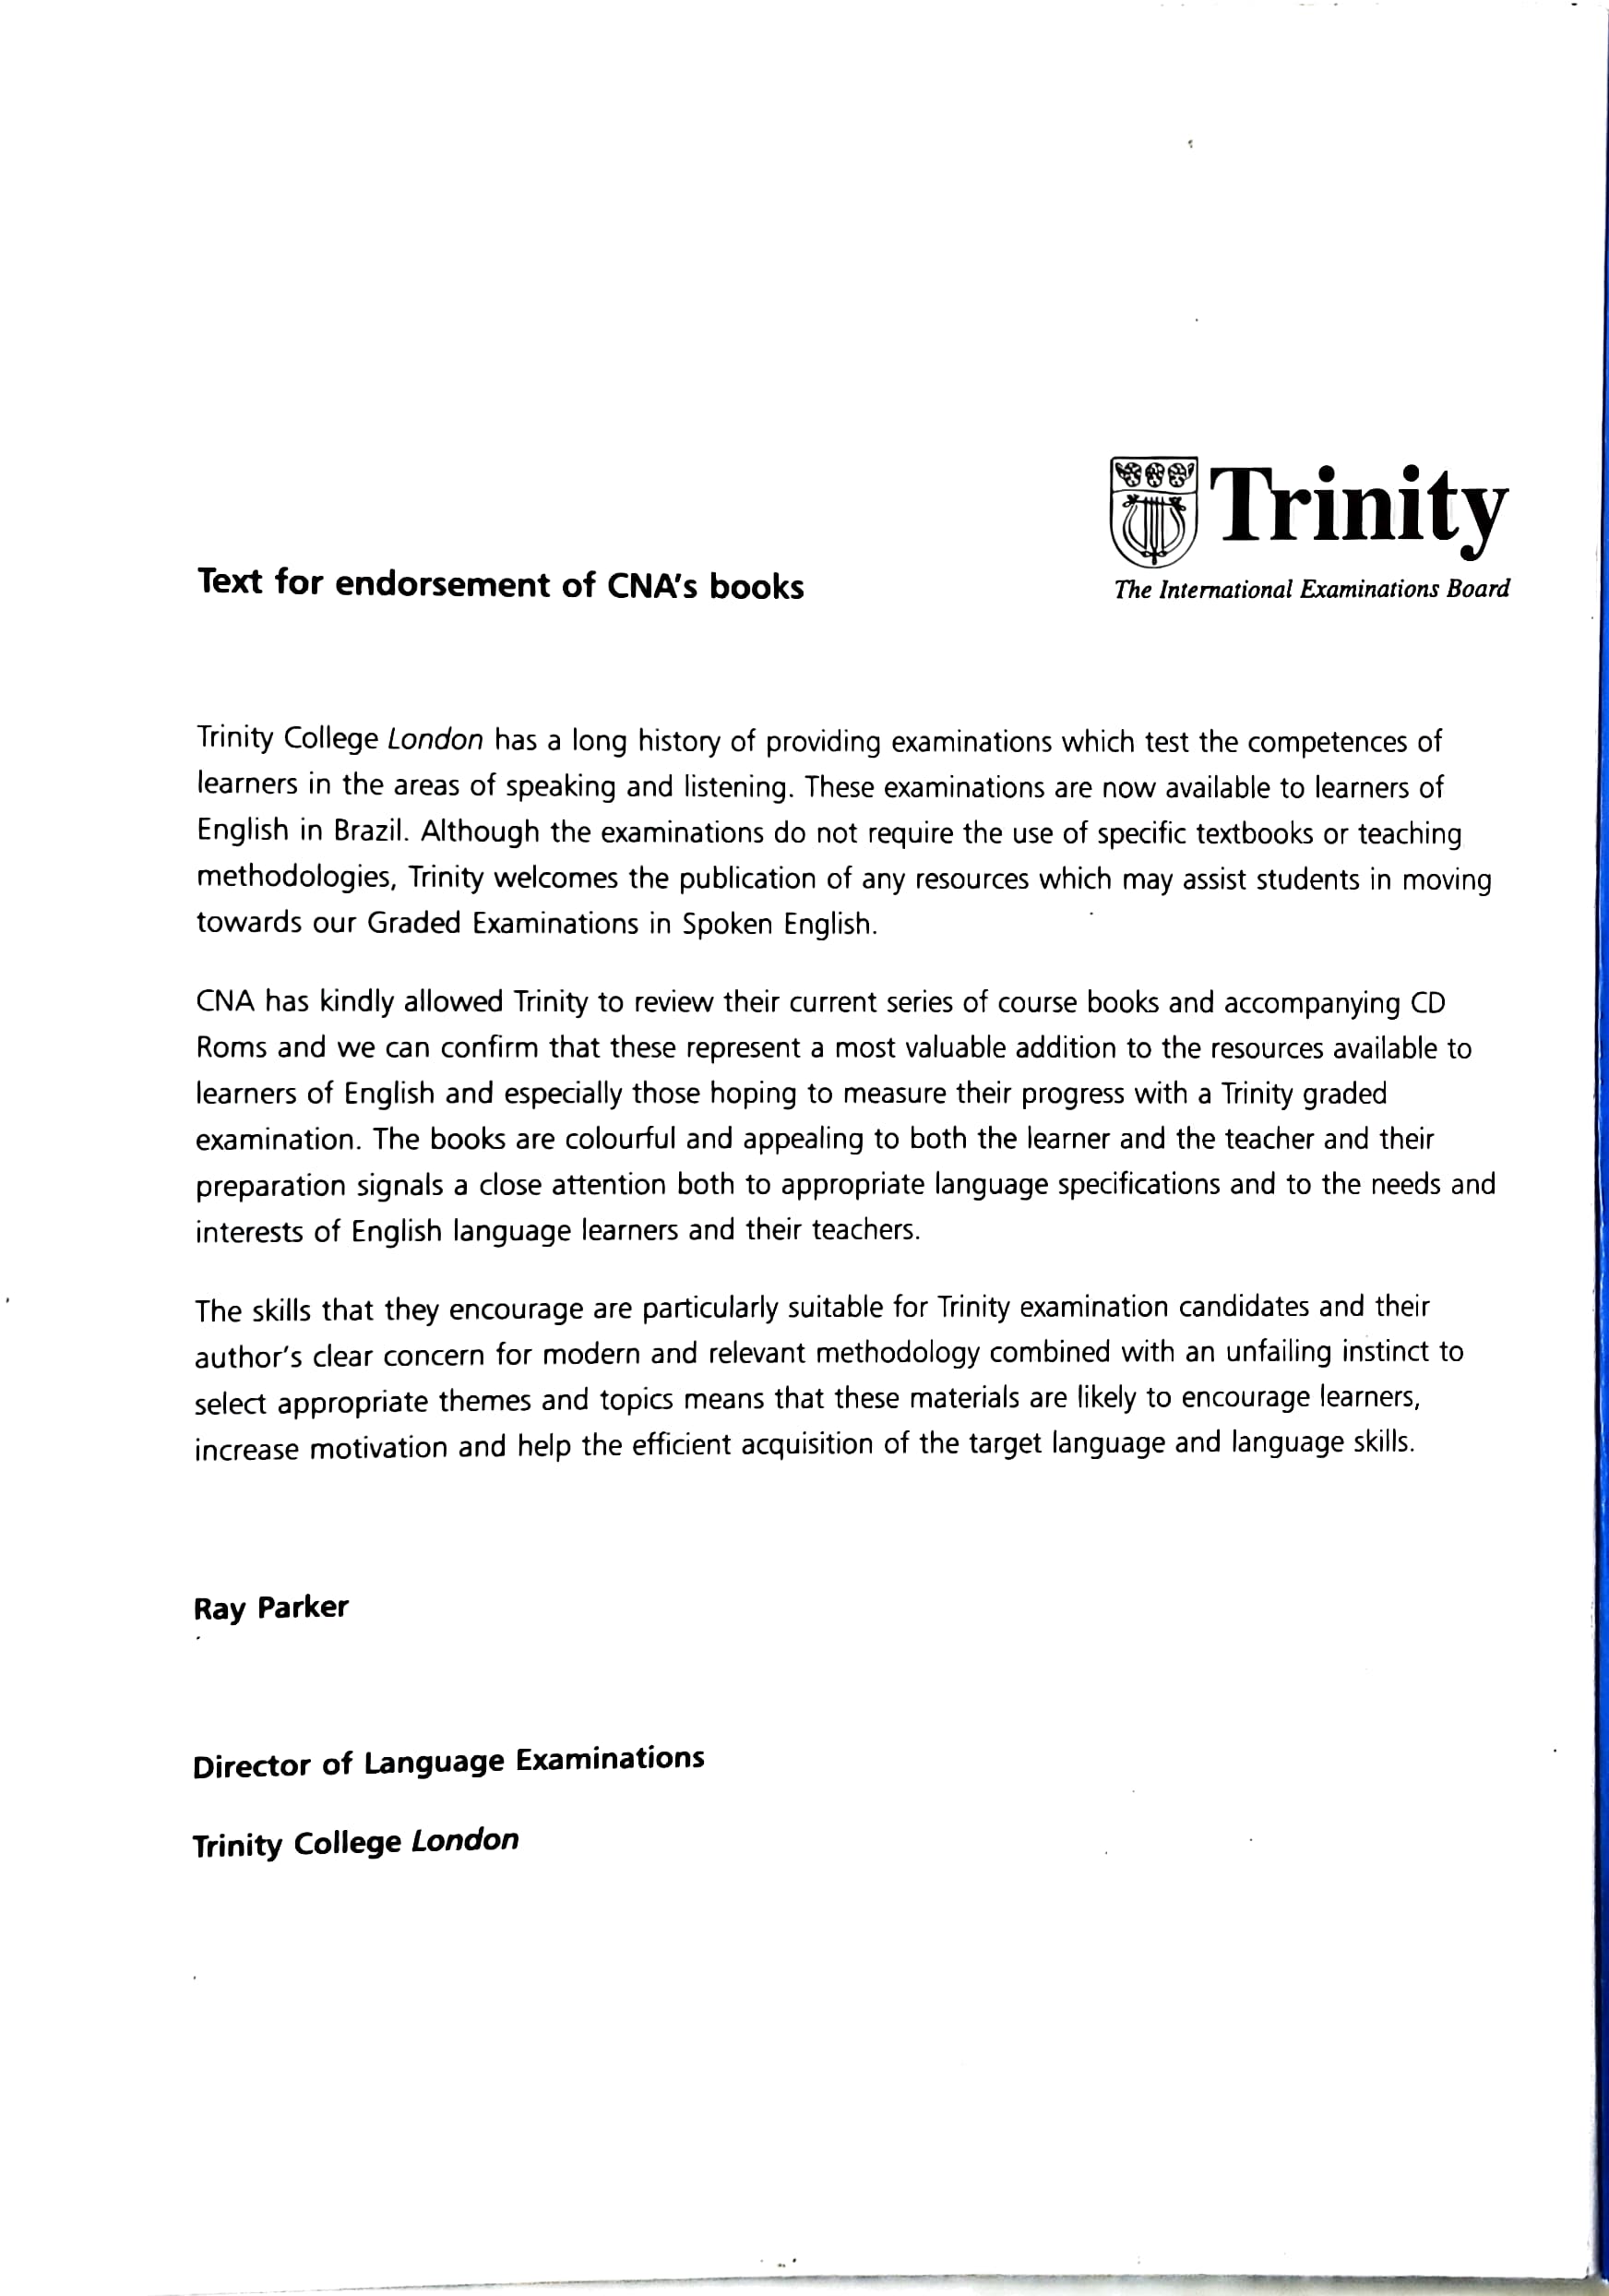 Trinity
The International Examinations Board
Text for endorsement of CNA's books
Trinity College London has a long history of providing examinations which test the competences of
learners in the areas of speaking and listening. These examinations are now available to learners of
English in Brazil. Although the examinations do not require the use of specific textbooks or teaching
methodologies, Trinity welcomes the publication of any resources which may assist students in moving
towards our Graded Examinations in Spoken English.
CNA has kindly allowed Trinity to review their current series of course books and accompanying CD
Roms and we can confirm that these represent a most valuable addition to the resources available to
learners of English and especially those hoping to measure their progress with a Trinity graded
examination. The books are colourful and appealing to both the learner and the teacher and their
preparation signals a close attention both to appropriate language specifications and to the needs and
interests of English language learners and their teachers.
The skills that they encourage are particularly suitable for Trinity examination candidates and their
author's clear concern for modern and relevant methodology combined with an unfailing instinct to
select appropriate themes and topics means that these materials are likely to encourage learners,
increase motivation and help the efficient acquisition of the target language and language skills.
Ray Parker
Director of Language Examinations
Trinity College London